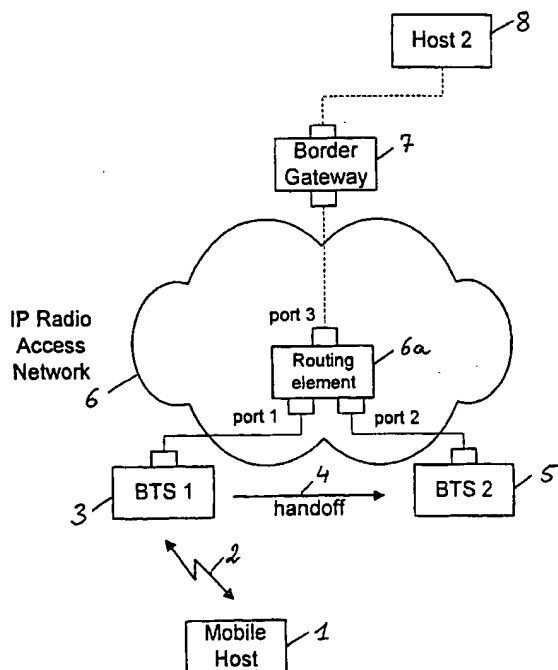 8
Host 2
Border
Gateway
7
IP Radio
Access
Network
6
port 3
Routing
element
6a
port 1
port 2
BTS 1
3
4
handoff
BTS 2
5
2
Mobile
Host
1